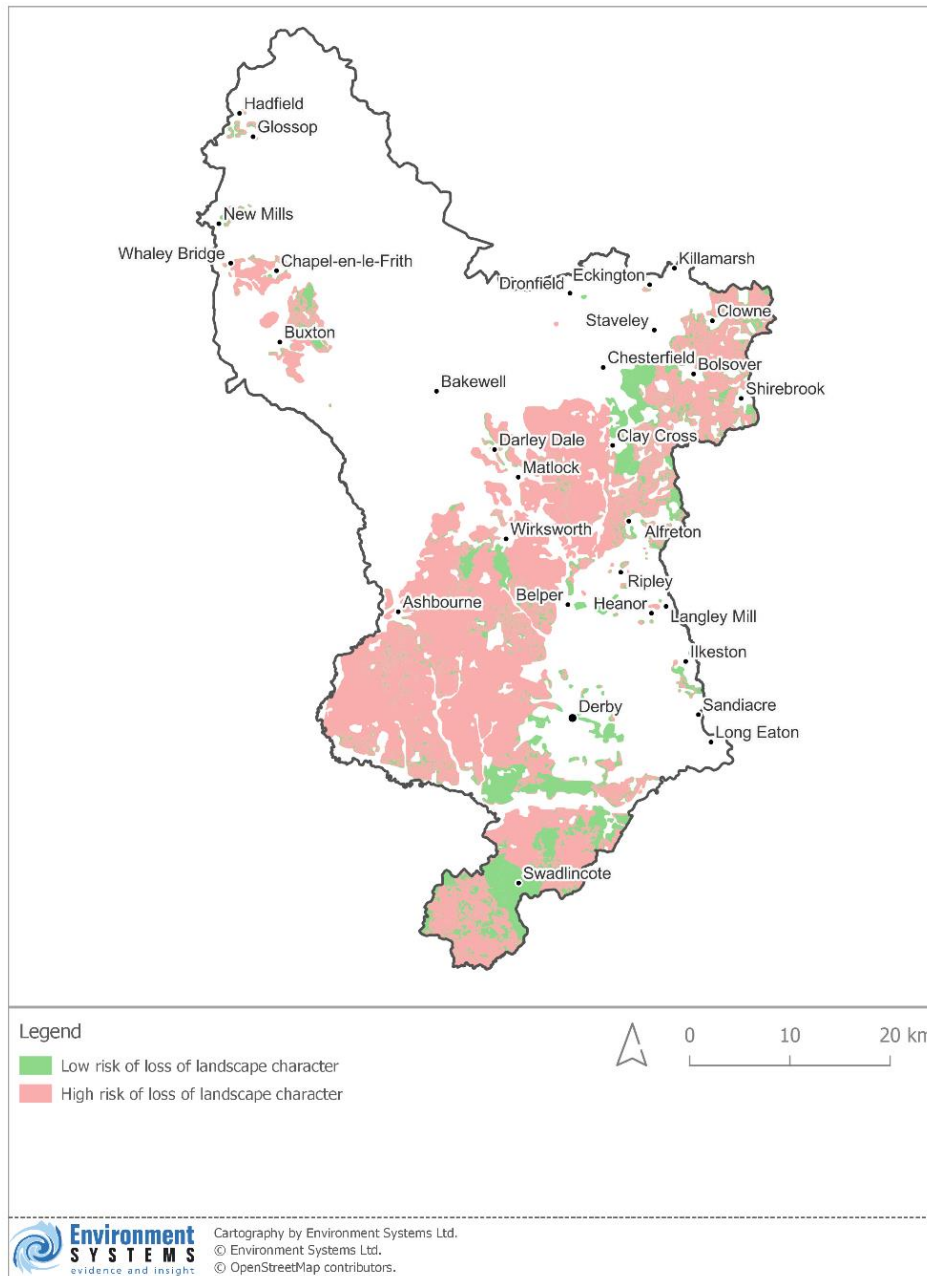 Hadfield
Glossop
New Mills
Whaley Bridge
Chapel-en-le-Frith
Killamarsh
Eckington
Dronfield
Clowne
Staveley
Buxton
Chesterfield
Bolsover
Bakewell
Shirebrook
Darley Dale
Clay Cross
Matlock
Wirksworth
Alfreton
Ripley
Belper
Heanor
Ashbourne
Langley Mill
Ilkeston
Derby
Sandiacre
Long Eaton
Swadlincote
Legend
Low risk of loss of landscape character
High risk of loss of landscape character
0 10 20 km
Environment
SYSTEMS
evidence and insight
Cartography by Environment Systems Ltd.
© Environment Systems Ltd.
© OpenStreetMap contributors.